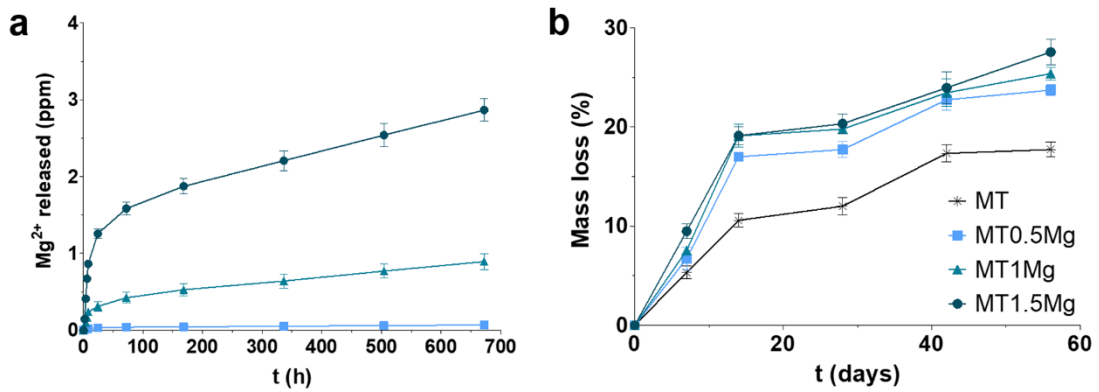 a
Mg²⁺ released (ppm)
4
3
2
1
0
0 100 200 300 400 500 600 700
t (h)
b
Mass loss (%)
30
20
10
0
0 20 40 60
t (days)
MT
MT0.5Mg
MT1Mg
MT1.5Mg